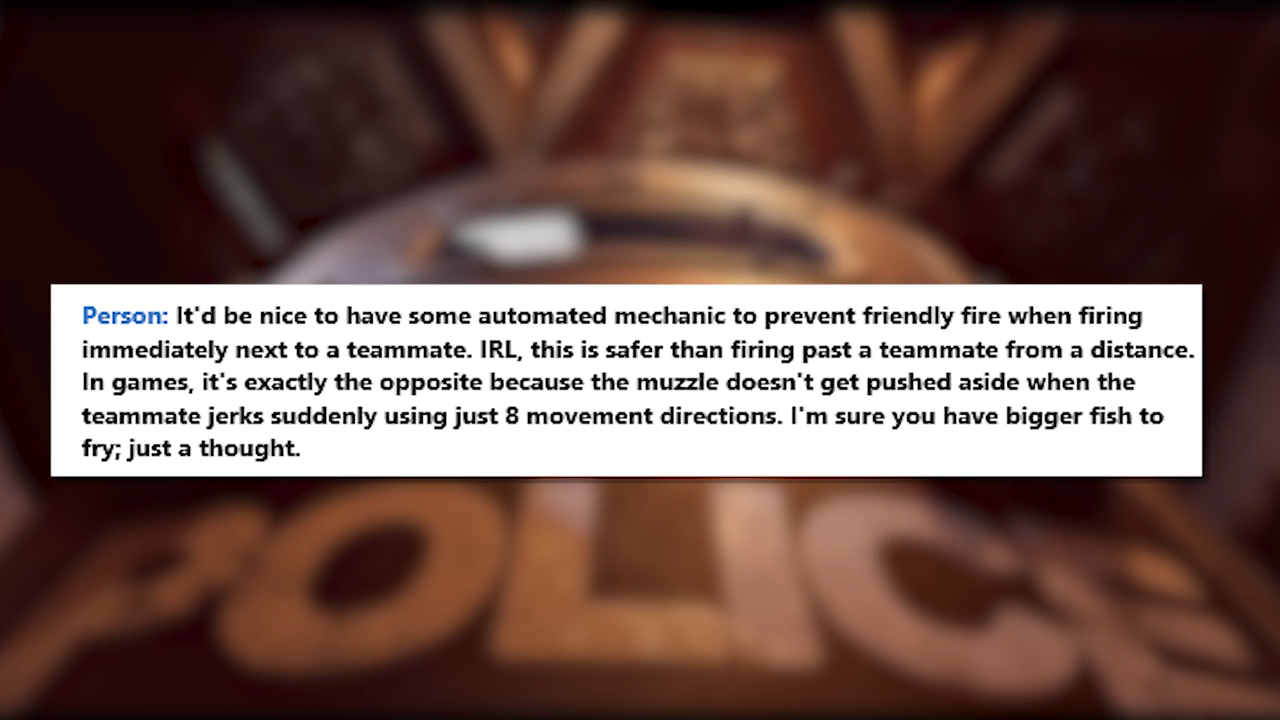 Person: It'd be nice to have some automated mechanic to prevent friendly fire when firing
immediately next to a teammate. IRL, this is safer than firing past a teammate from a distance.
In games, it's exactly the opposite because the muzzle doesn't get pushed aside when the
teammate jerks suddenly using just 8 movement directions. I'm sure you have bigger fish to
fry; just a thought.
POLICE